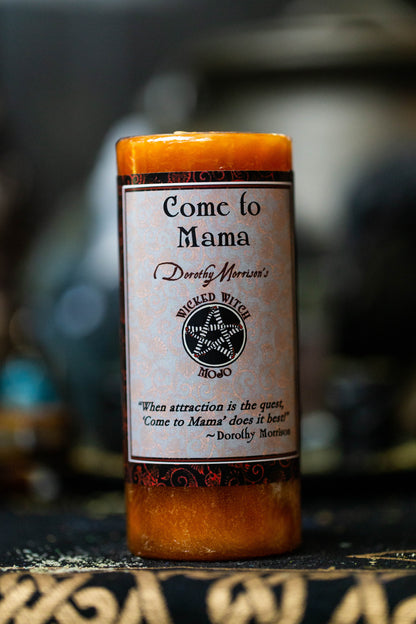 Come to
Mama
Dorothy Morrison's
WICKED WITCH
MOJO
"When attraction is the quest,
'Come to Mama' does it best!"
~Dorothy Morrison